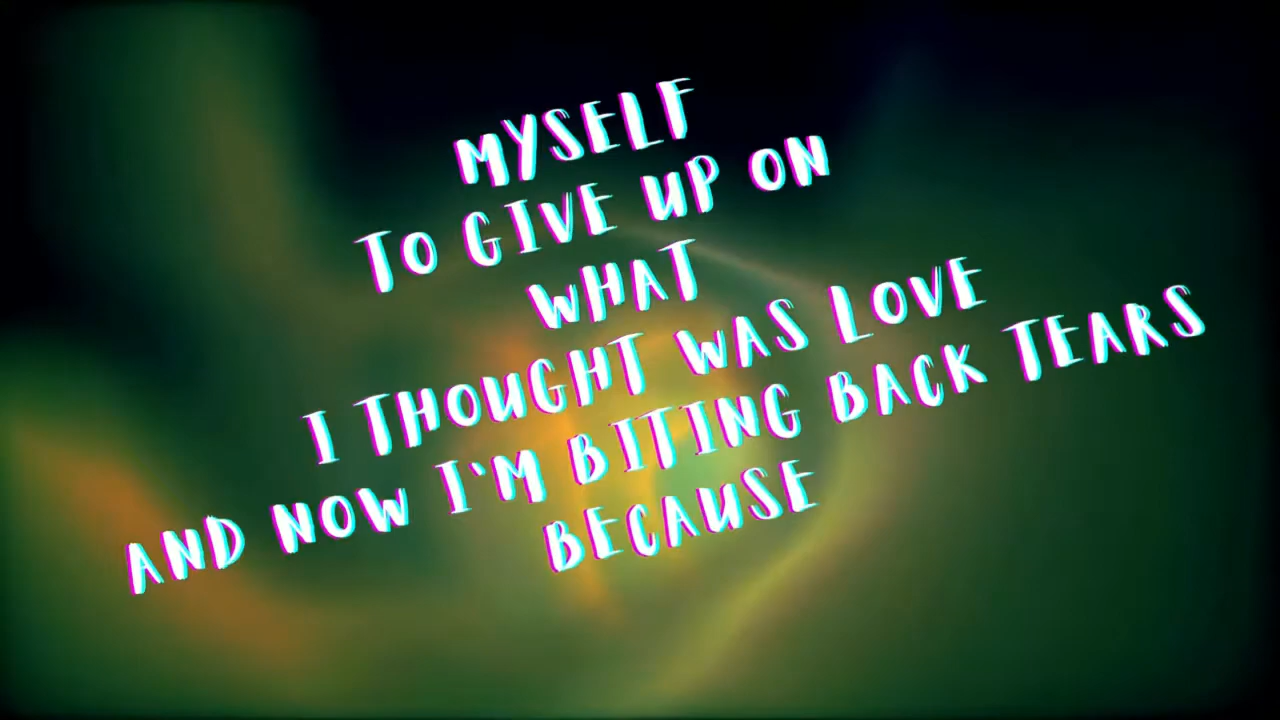 MYSELF
TO GIVE UP ON
WHAT
I THOUGHT WAS LOVE
AND NOW I'M BITING BACK TEARS
BECAUSE